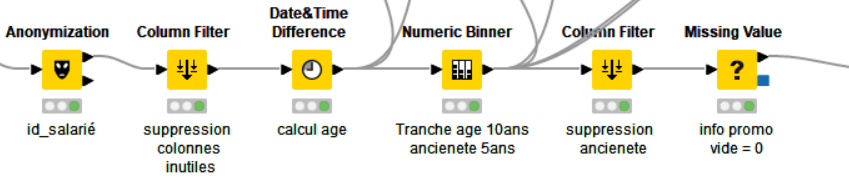 Anonymization
Column Filter
Date&Time
Difference
Numeric Binner
Column Filter
Missing Value
?
id_salarié
suppression
colonnes
inutiles
calcul age
Tranche age 10ans
ancienete 5ans
suppression
ancienete
info promo
vide = 0